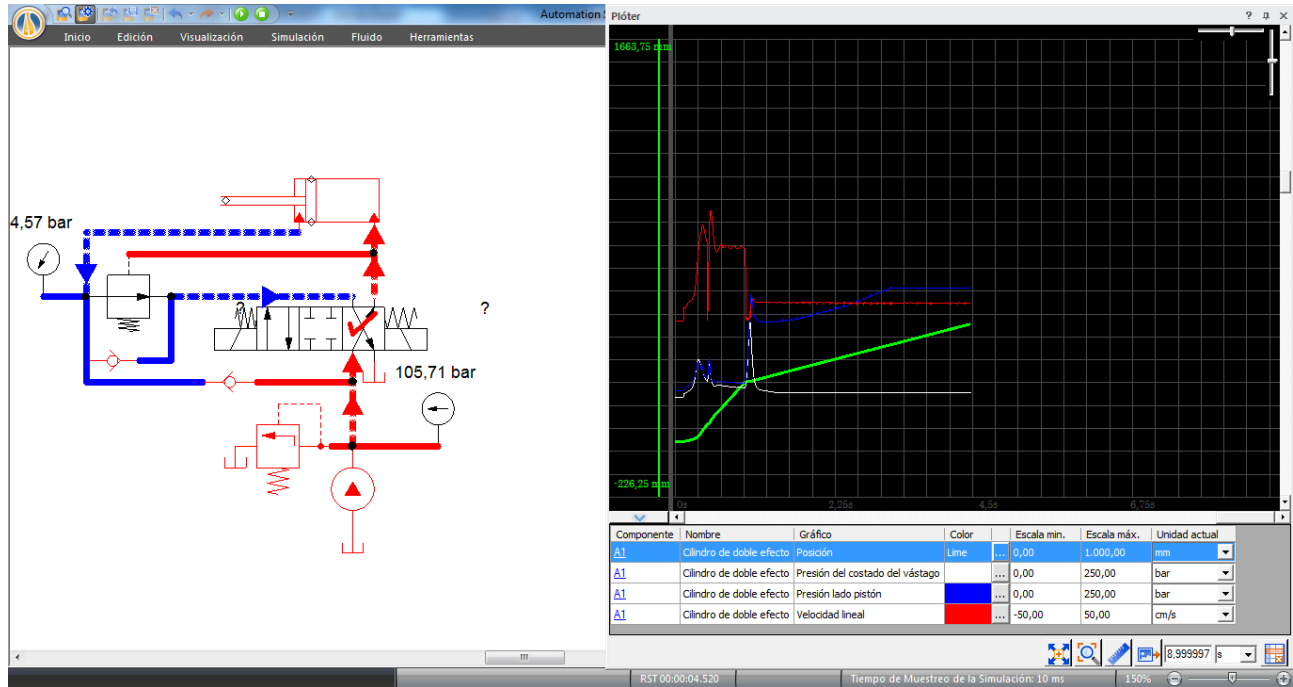 Automation S
Inicio Edición Visualización Simulación Fluido Herramientas
4,57 bar
?
?
105,71 bar
Plóter
?
1663,75 mm
-226,25 mm
0s 2,25s 4,5s 6,75s
Componente Nombre Gráfico Color Escala min. Escala máx. Unidad actual
A1 Cilindro de doble efecto Posición Lime ... 0,00 1.000,00 mm
A1 Cilindro de doble efecto Presión del costado del vástago ... 0,00 250,00 bar
A1 Cilindro de doble efecto Presión lado pistón ... 0,00 250,00 bar
A1 Cilindro de doble efecto Velocidad lineal ... -50,00 50,00 cm/s
8,999997 s
RST 00:00:04.520 Tiempo de Muestreo de la Simulación: 10 ms 150%